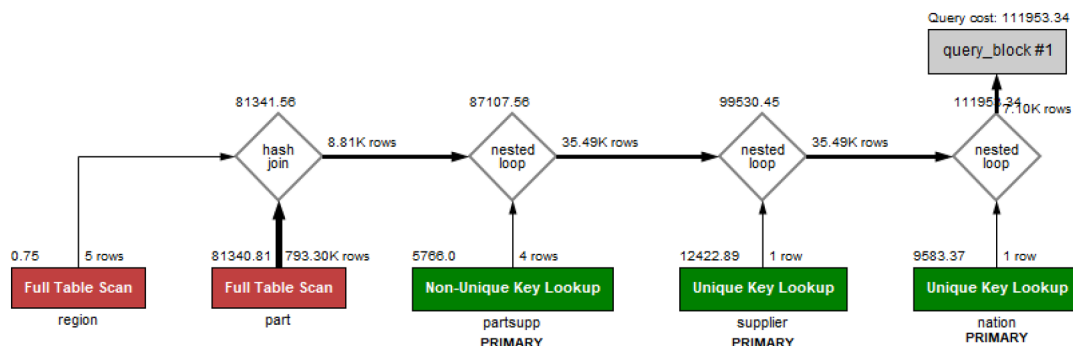 Query cost: 111953.34
query_block #1
81341.56
87107.56
99530.45
111953.34
7.10K rows
hash
join
8.81K rows
nested
loop
35.49K rows
nested
loop
35.49K rows
nested
loop
0.75
5 rows
81340.81
793.30K rows
5766.0
4 rows
12422.89
1 row
9583.37
1 row
Full Table Scan
Full Table Scan
Non-Unique Key Lookup
Unique Key Lookup
Unique Key Lookup
region
part
partsupp
supplier
nation
PRIMARY
PRIMARY
PRIMARY